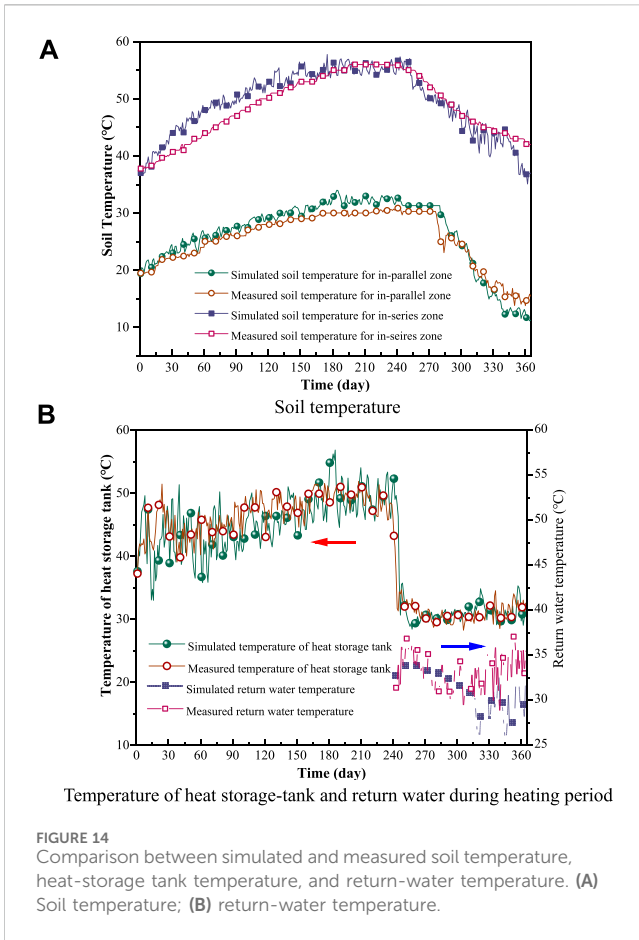 A
60
50
40
30
20
10
Soil Temperature (℃)
Simulated soil temperature for in-parallel zone
Measured soil temperature for in-parallel zone
Simulated soil temperature for in-series zone
Measured soil temperature for in-seires zone
0 30 60 90 120 150 180 210 240 270 300 330 360
Time (day)
Soil temperature
B
60
50
40
30
20
10
Temperature of heat storage tank (℃)
60
55
50
45
40
35
30
25
Return water temperature (℃)
Simulated temperature of heat storage tank
Measured temperature of heat storage tank
Simulated return water temperature
Measured return water temperature
0 30 60 90 120 150 180 210 240 270 300 330 360
Time (day)
Temperature of heat storage-tank and return water during heating period
FIGURE 14
Comparison between simulated and measured soil temperature,
heat-storage tank temperature, and return-water temperature. (A)
Soil temperature; (B) return-water temperature.